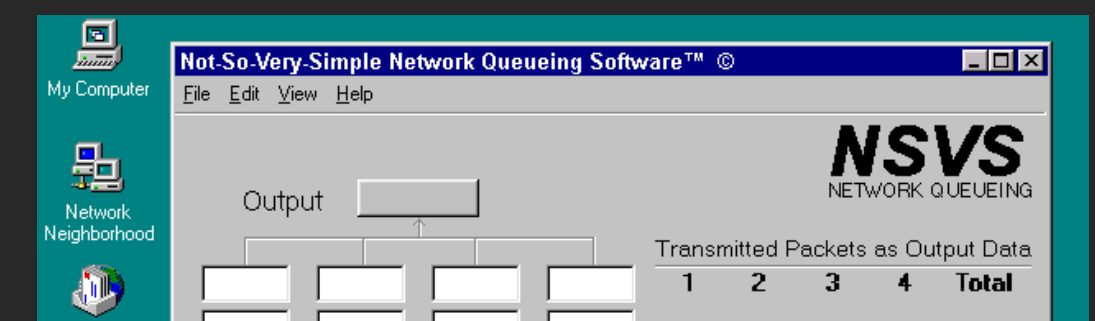 My Computer
Network
Neighborhood
Not-So-Very-Simple Network Queueing Software™ ©
File Edit View Help
NSVS
NETWORK QUEUEING
Output
Transmitted Packets as Output Data
1 2 3 4 Total